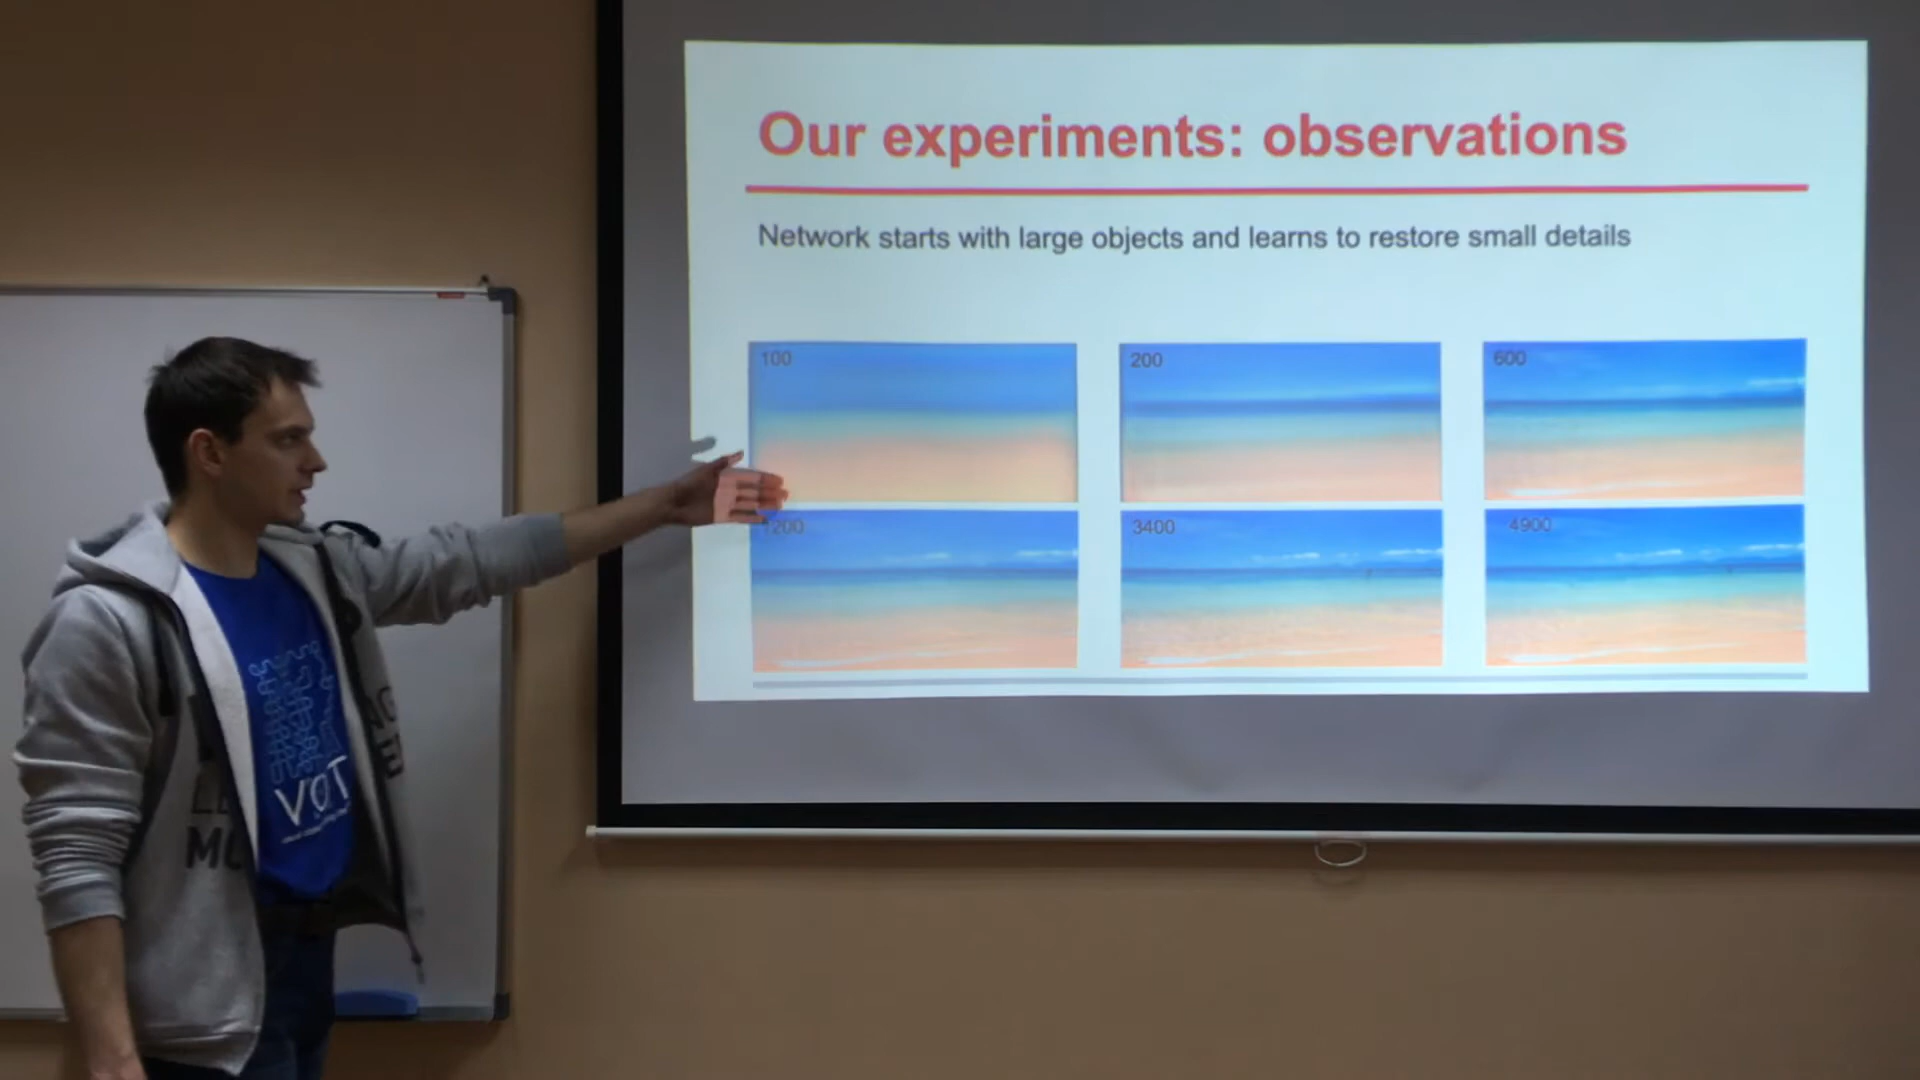 Our experiments: observations
Network starts with large objects and learns to restore small details
100
200
600
1200
3400
4900
VOT